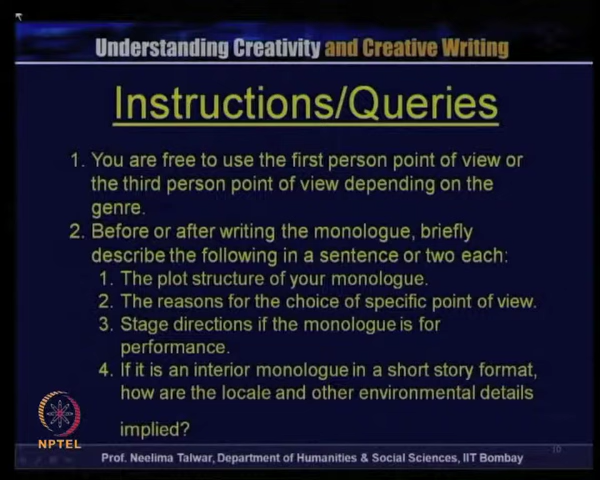 Understanding Creativity and Creative Writing
Instructions/Queries
1. You are free to use the first person point of view or
the third person point of view depending on the
genre.
2. Before or after writing the monologue, briefly
describe the following in a sentence or two each:
1. The plot structure of your monologue.
2. The reasons for the choice of specific point of view.
3. Stage directions if the monologue is for
performance.
4. If it is an interior monologue in a short story format,
how are the locale and other environmental details
implied?
NPTEL
10
Prof. Neelima Talwar, Department of Humanities & Social Sciences, IIT Bombay